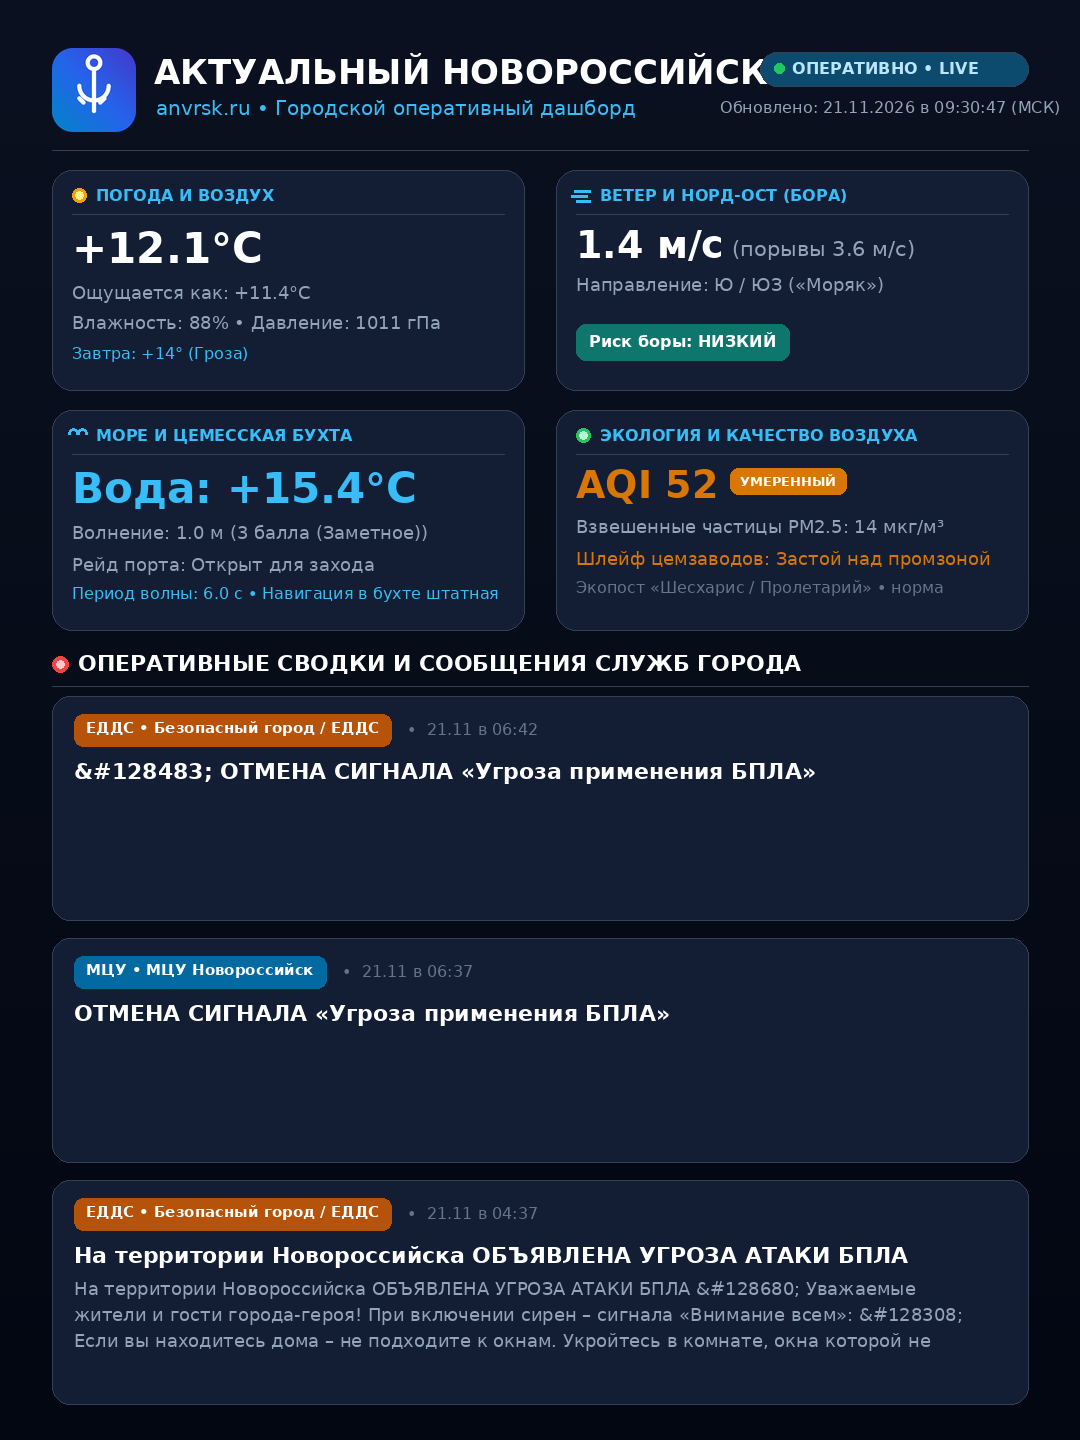 АКТУАЛЬНЫЙ НОВОРОССИЙСК
ОПЕРАТИВНО • LIVE
anvrsk.ru • Городской оперативный дашборд
Обновлено: 21.11.2026 в 09:30:47 (МСК)
ПОГОДА И ВОЗДУХ
+12.1°C
Ощущается как: +11.4°C
Влажность: 88% • Давление: 1011 гПа
Завтра: +14° (Гроза)
ВЕТЕР И НОРД-ОСТ (БОРА)
1.4 м/с (порывы 3.6 м/с)
Направление: Ю / ЮЗ («Моряк»)
Риск боры: НИЗКИЙ
МОРЕ И ЦЕМЕССКАЯ БУХТА
Вода: +15.4°C
Волнение: 1.0 м (3 балла (Заметное))
Рейд порта: Открыт для захода
Период волны: 6.0 с • Навигация в бухте штатная
ЭКОЛОГИЯ И КАЧЕСТВО ВОЗДУХА
AQI 52 УМЕРЕННЫЙ
Взвешенные частицы PM2.5: 14 мкг/м³
Шлейф цемзаводов: Застой над промзоной
Экопост «Шесхарис / Пролетарий» • норма
ОПЕРАТИВНЫЕ СВОДКИ И СООБЩЕНИЯ СЛУЖБ ГОРОДА
ЕДДС • Безопасный город / ЕДДС • 21.11 в 06:42
&#128483; ОТМЕНА СИГНАЛА «Угроза применения БПЛА»
МЦУ • МЦУ Новороссийск • 21.11 в 06:37
ОТМЕНА СИГНАЛА «Угроза применения БПЛА»
ЕДДС • Безопасный город / ЕДДС • 21.11 в 04:37
На территории Новороссийска ОБЪЯВЛЕНА УГРОЗА АТАКИ БПЛА
На территории Новороссийска ОБЪЯВЛЕНА УГРОЗА АТАКИ БПЛА &#128680; Уважаемые
жители и гости города-героя! При включении сирен – сигнала «Внимание всем»: &#128308;
Если вы находитесь дома – не подходите к окнам. Укройтесь в комнате, окна которой не